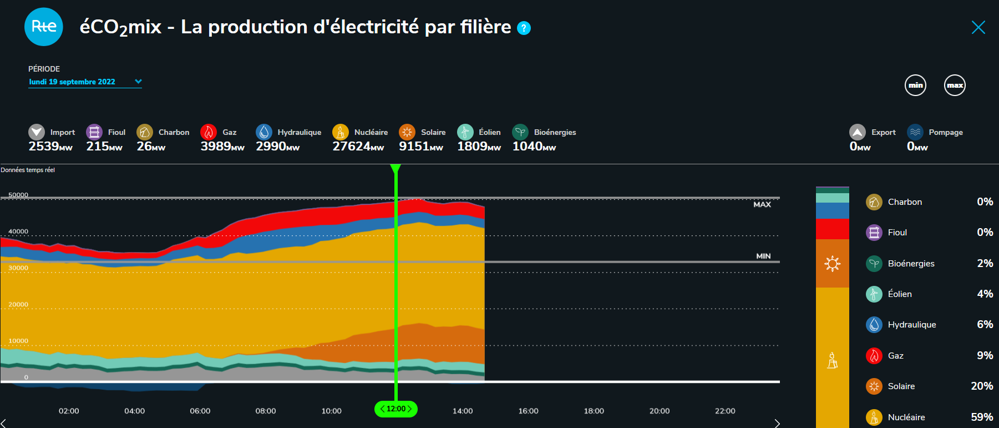 Rte
éCO2mix - La production d'électricité par filière ?
PÉRIODE
lundi 19 septembre 2022
min max
Import Fioul Charbon Gaz Hydraulique Nucléaire Solaire Éolien Bioénergies Export Pompage
2539MW 215MW 26MW 3989MW 2990MW 27624MW 9151MW 1809MW 1040MW 0MW 0MW
Données temps réel
50000
MAX
40000
MIN
30000
20000
10000
0
02:00 04:00 06:00 08:00 10:00 12:00 14:00 16:00 18:00 20:00 22:00
Charbon 0%
Fioul 0%
Bioénergies 2%
Éolien 4%
Hydraulique 6%
Gaz 9%
Solaire 20%
Nucléaire 59%